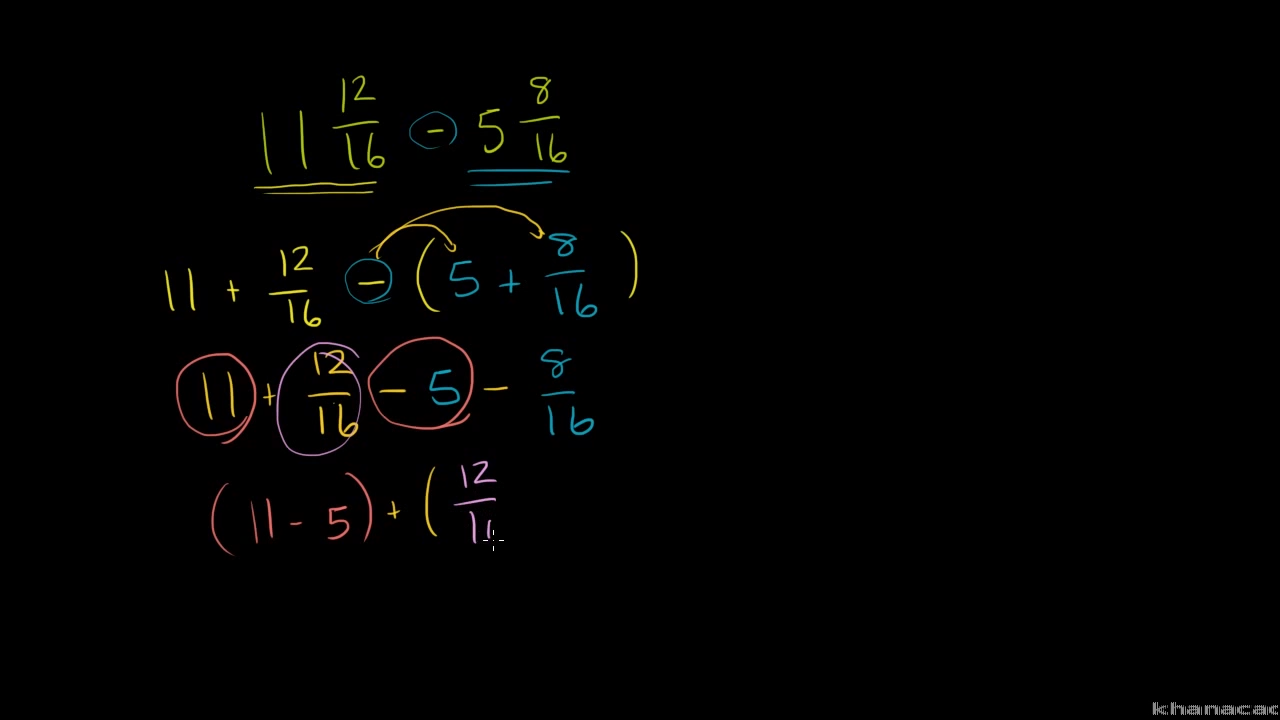 11 12/16 - 5 8/16
11 + 12/16 - (5 + 8/16)
11 + 12/16 - 5 - 8/16
(11 - 5) + (12/1
khanacac